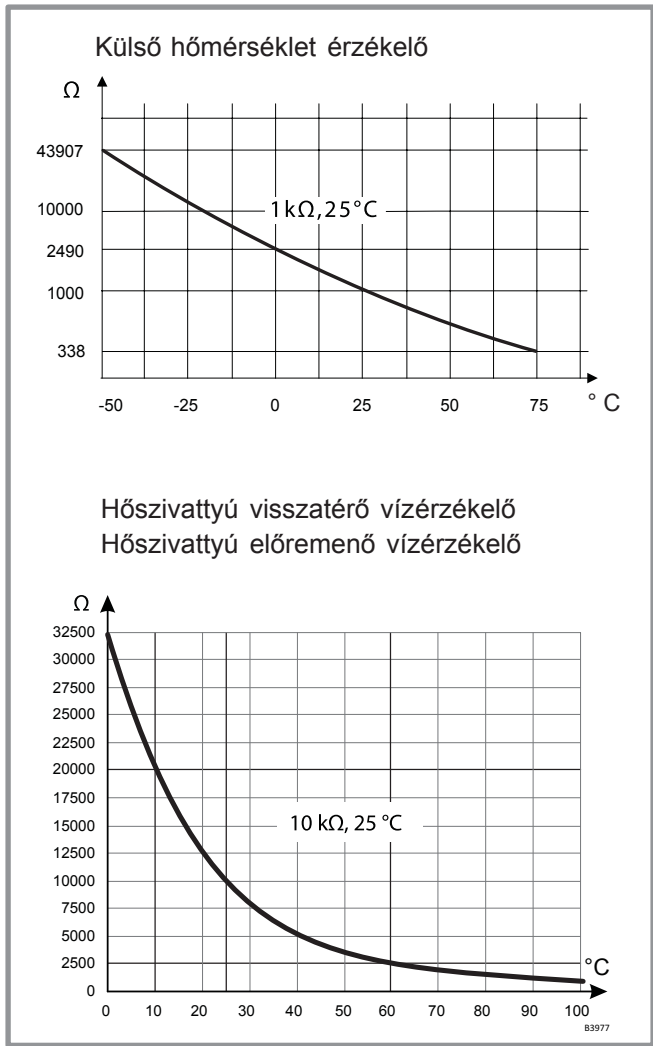 Külső hőmérséklet érzékelő
Ω
43907
10000
2490
1000
338
1 kΩ, 25°C
-50 -25 0 25 50 75 ° C
Hőszivattyú visszatérő vízérzékelő
Hőszivattyú előremenő vízérzékelő
Ω
32500
30000
27500
25000
22500
20000
17500
15000
12500
10000
7500
5000
2500
0
10 kΩ, 25 °C
°C
0 10 20 30 40 50 60 70 80 90 100
B3977